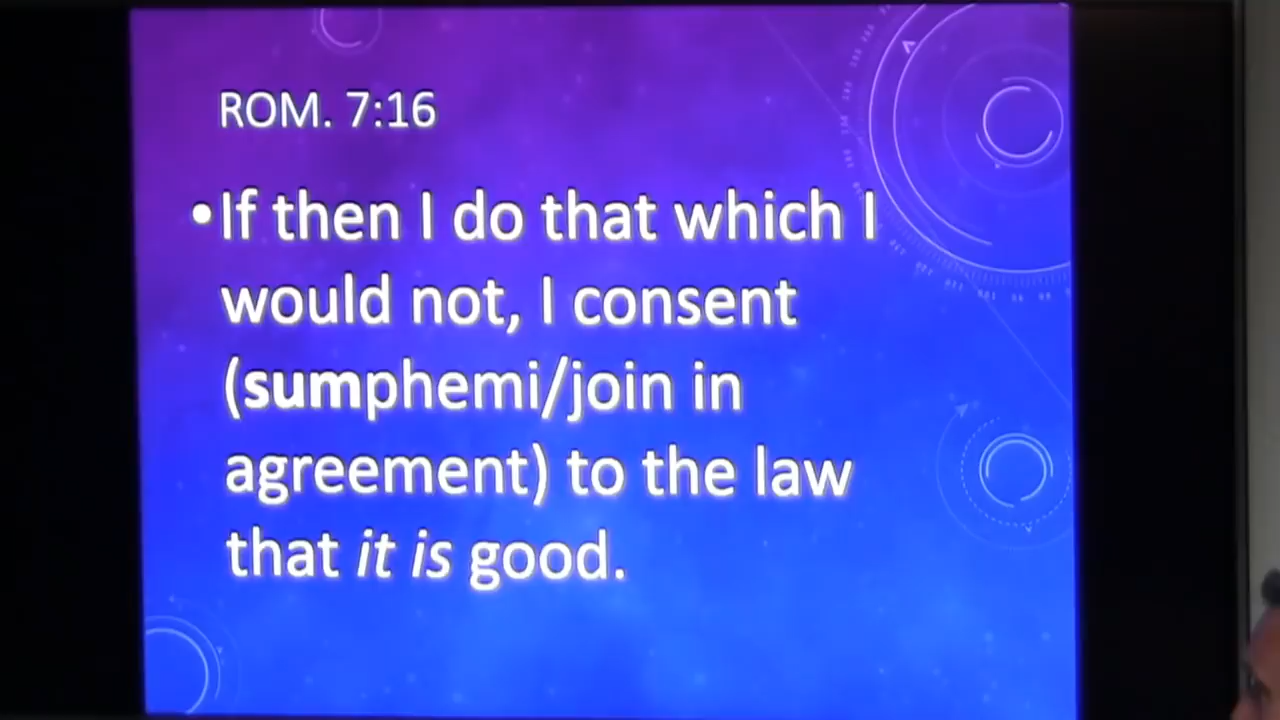 ROM. 7:16
•If then I do that which I
would not, I consent
(sumphemi/join in
agreement) to the law
that it is good.